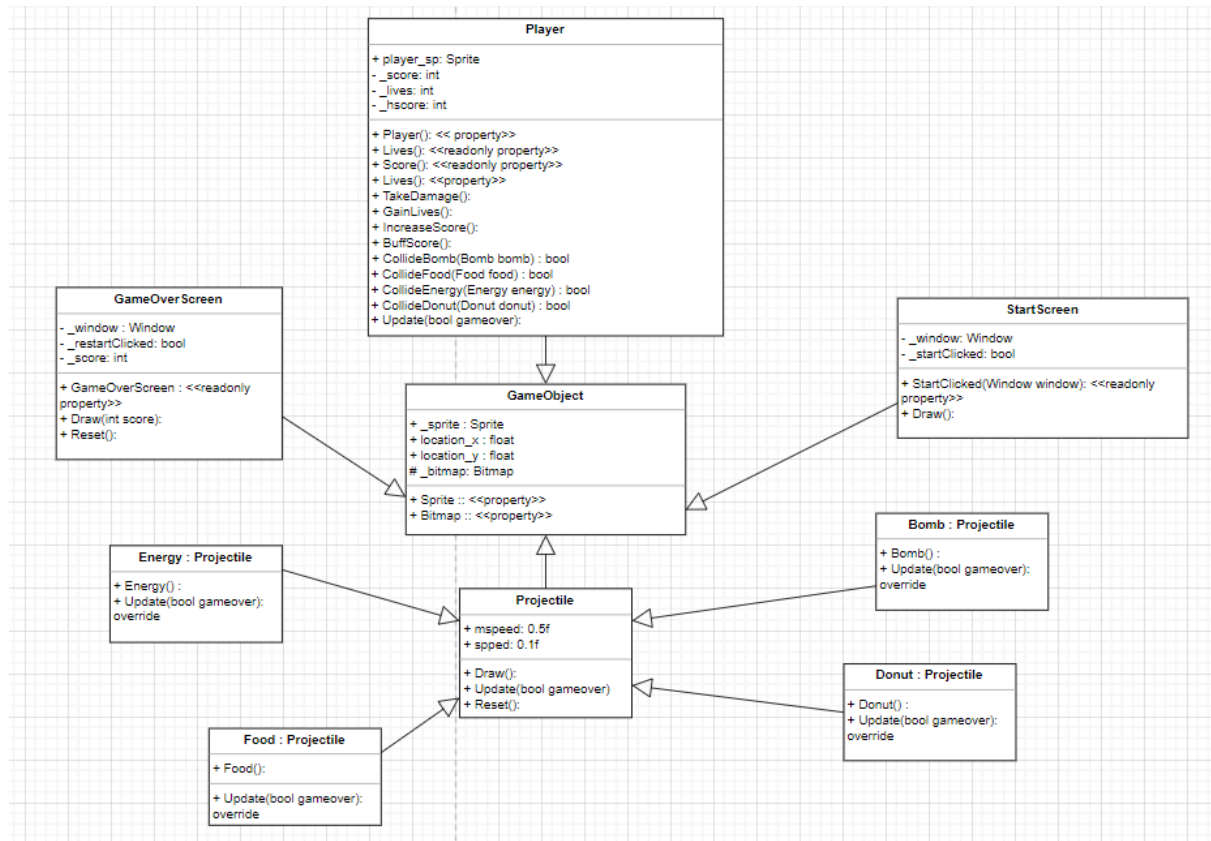 Player
+ player_sp: Sprite
- _score: int
- _lives: int
- _hscore: int
+ Player(): << property>>
+ Lives(): <<readonly property>>
+ Score(): <<readonly property>>
+ Lives(): <<property>>
+ TakeDamage():
+ GainLives():
+ IncreaseScore():
+ BuffScore():
+ CollideBomb(Bomb bomb) : bool
+ CollideFood(Food food) : bool
+ CollideEnergy(Energy energy) : bool
+ CollideDonut(Donut donut) : bool
+ Update(bool gameover):
GameOverScreen
- _window : Window
- _restartClicked: bool
- _score: int
+ GameOverScreen : <<readonly
property>>
+ Draw(int score):
+ Reset():
StartScreen
- _window: Window
- _startClicked: bool
+ StartClicked(Window window): <<readonly
property>>
+ Draw():
GameObject
+ _sprite : Sprite
+ location_x : float
+ location_y : float
# _bitmap: Bitmap
+ Sprite :: <<property>>
+ Bitmap :: <<property>>
Energy : Projectile
+ Energy() :
+ Update(bool gameover):
override
Bomb : Projectile
+ Bomb() :
+ Update(bool gameover):
override
Projectile
+ mspeed: 0.5f
+ spped: 0.1f
+ Draw():
+ Update(bool gameover)
+ Reset():
Donut : Projectile
+ Donut() :
+ Update(bool gameover):
override
Food : Projectile
+ Food():
+ Update(bool gameover):
override